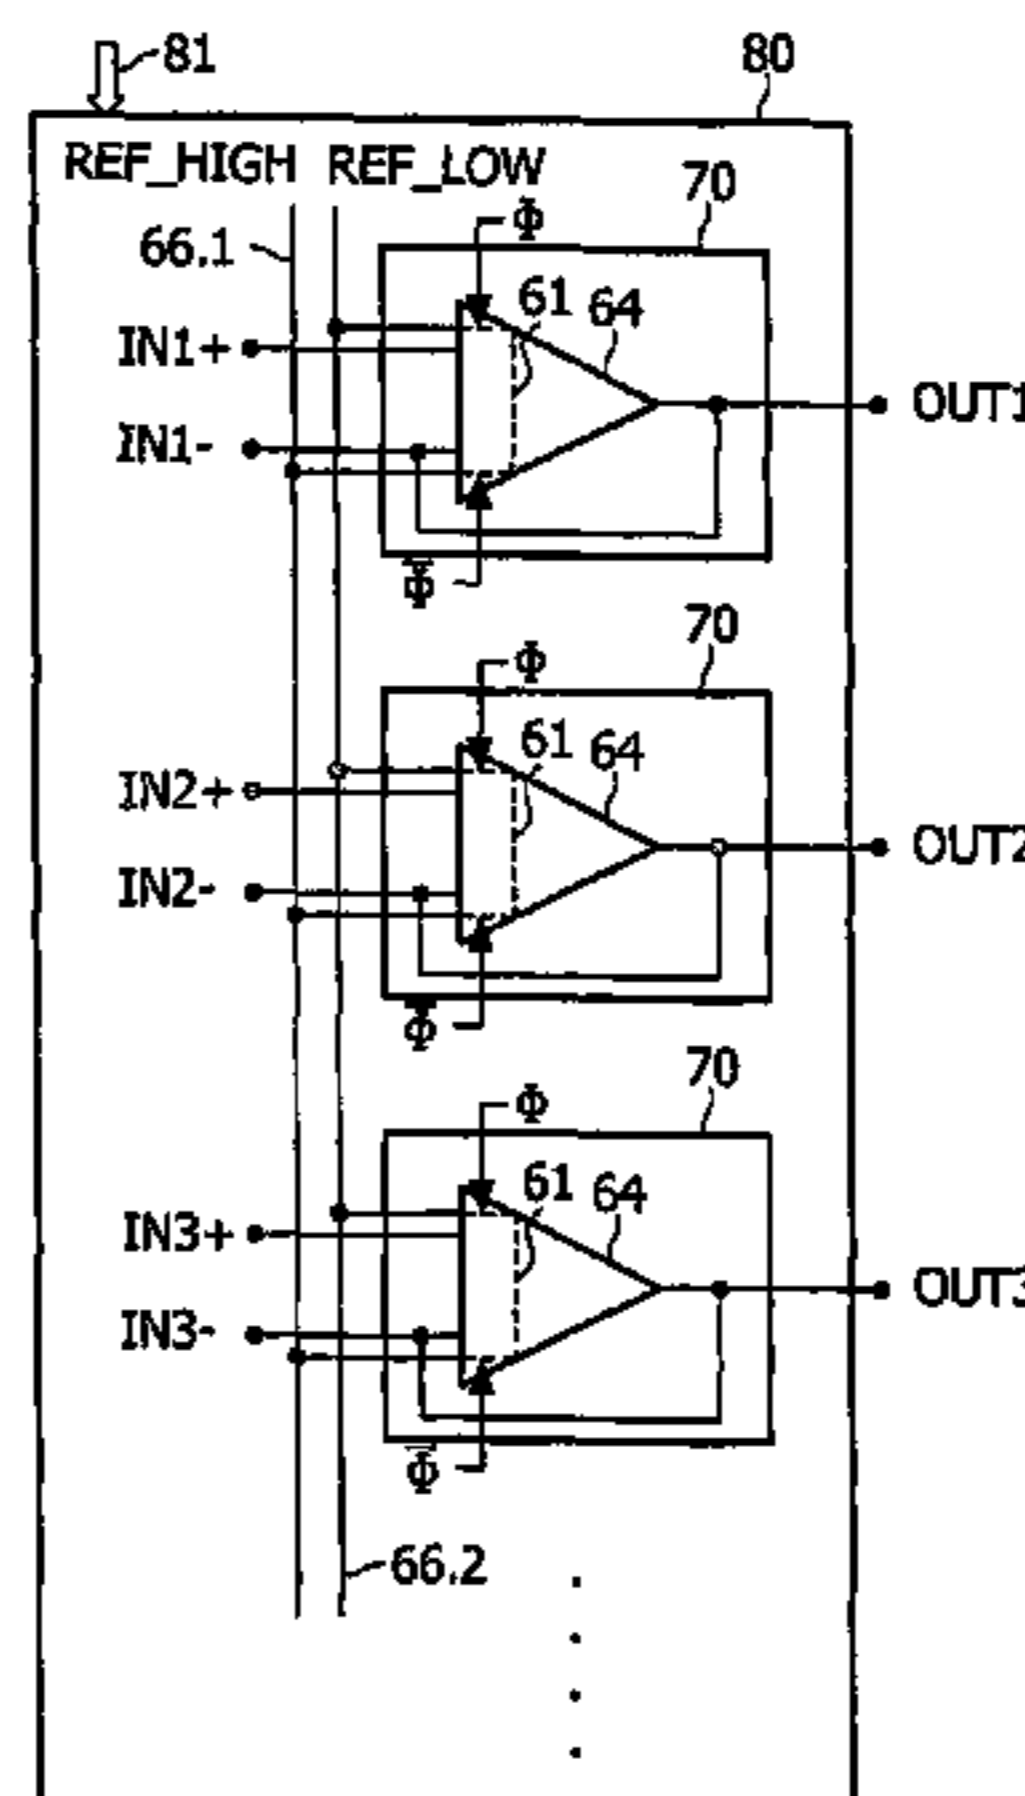 81
80
REF_HIGH REF_LOW
70
Φ
66.1
61 64
IN1+
OUT1
IN1-
Φ̅
70
Φ
61 64
IN2+
OUT2
IN2-
Φ̅
70
Φ
61 64
IN3+
OUT3
IN3-
Φ̅
66.2